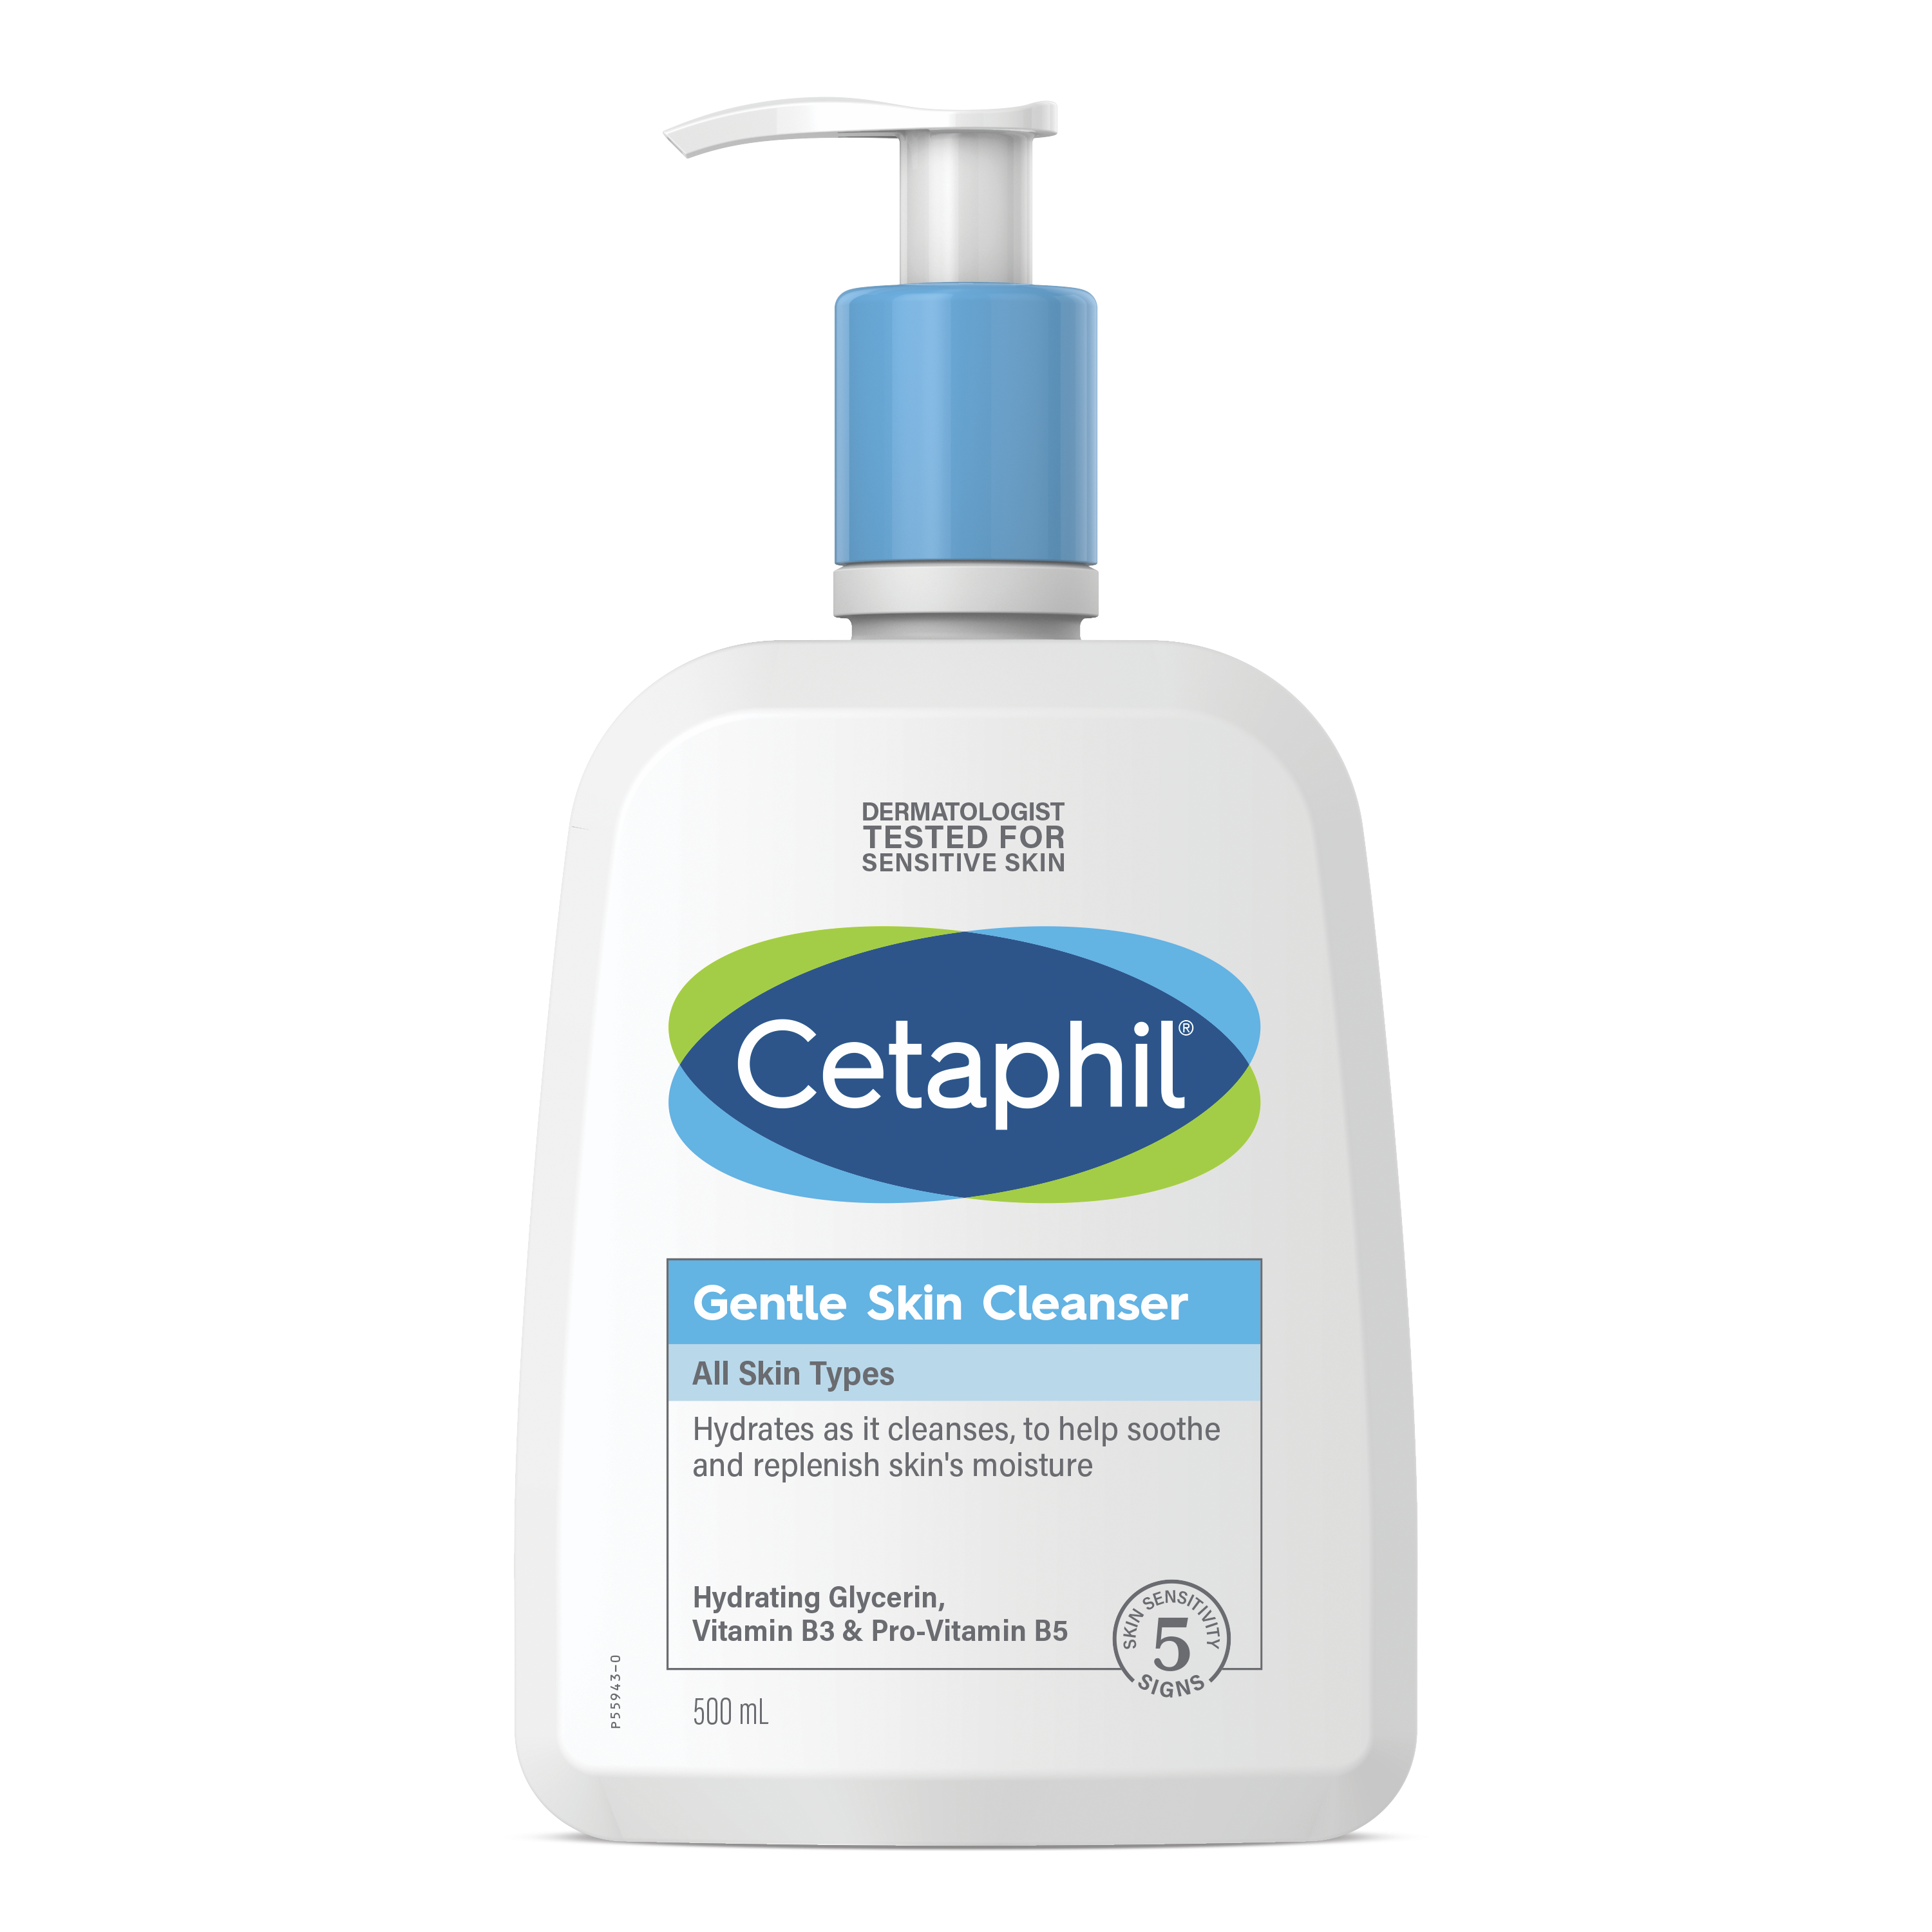 DERMATOLOGIST
TESTED FOR
SENSITIVE SKIN
Cetaphil®
Gentle Skin Cleanser
All Skin Types
Hydrates as it cleanses, to help soothe
and replenish skin's moisture
Hydrating Glycerin,
Vitamin B3 & Pro-Vitamin B5
SKIN SENSITIVITY
5
SIGNS
500 mL
P55943-0